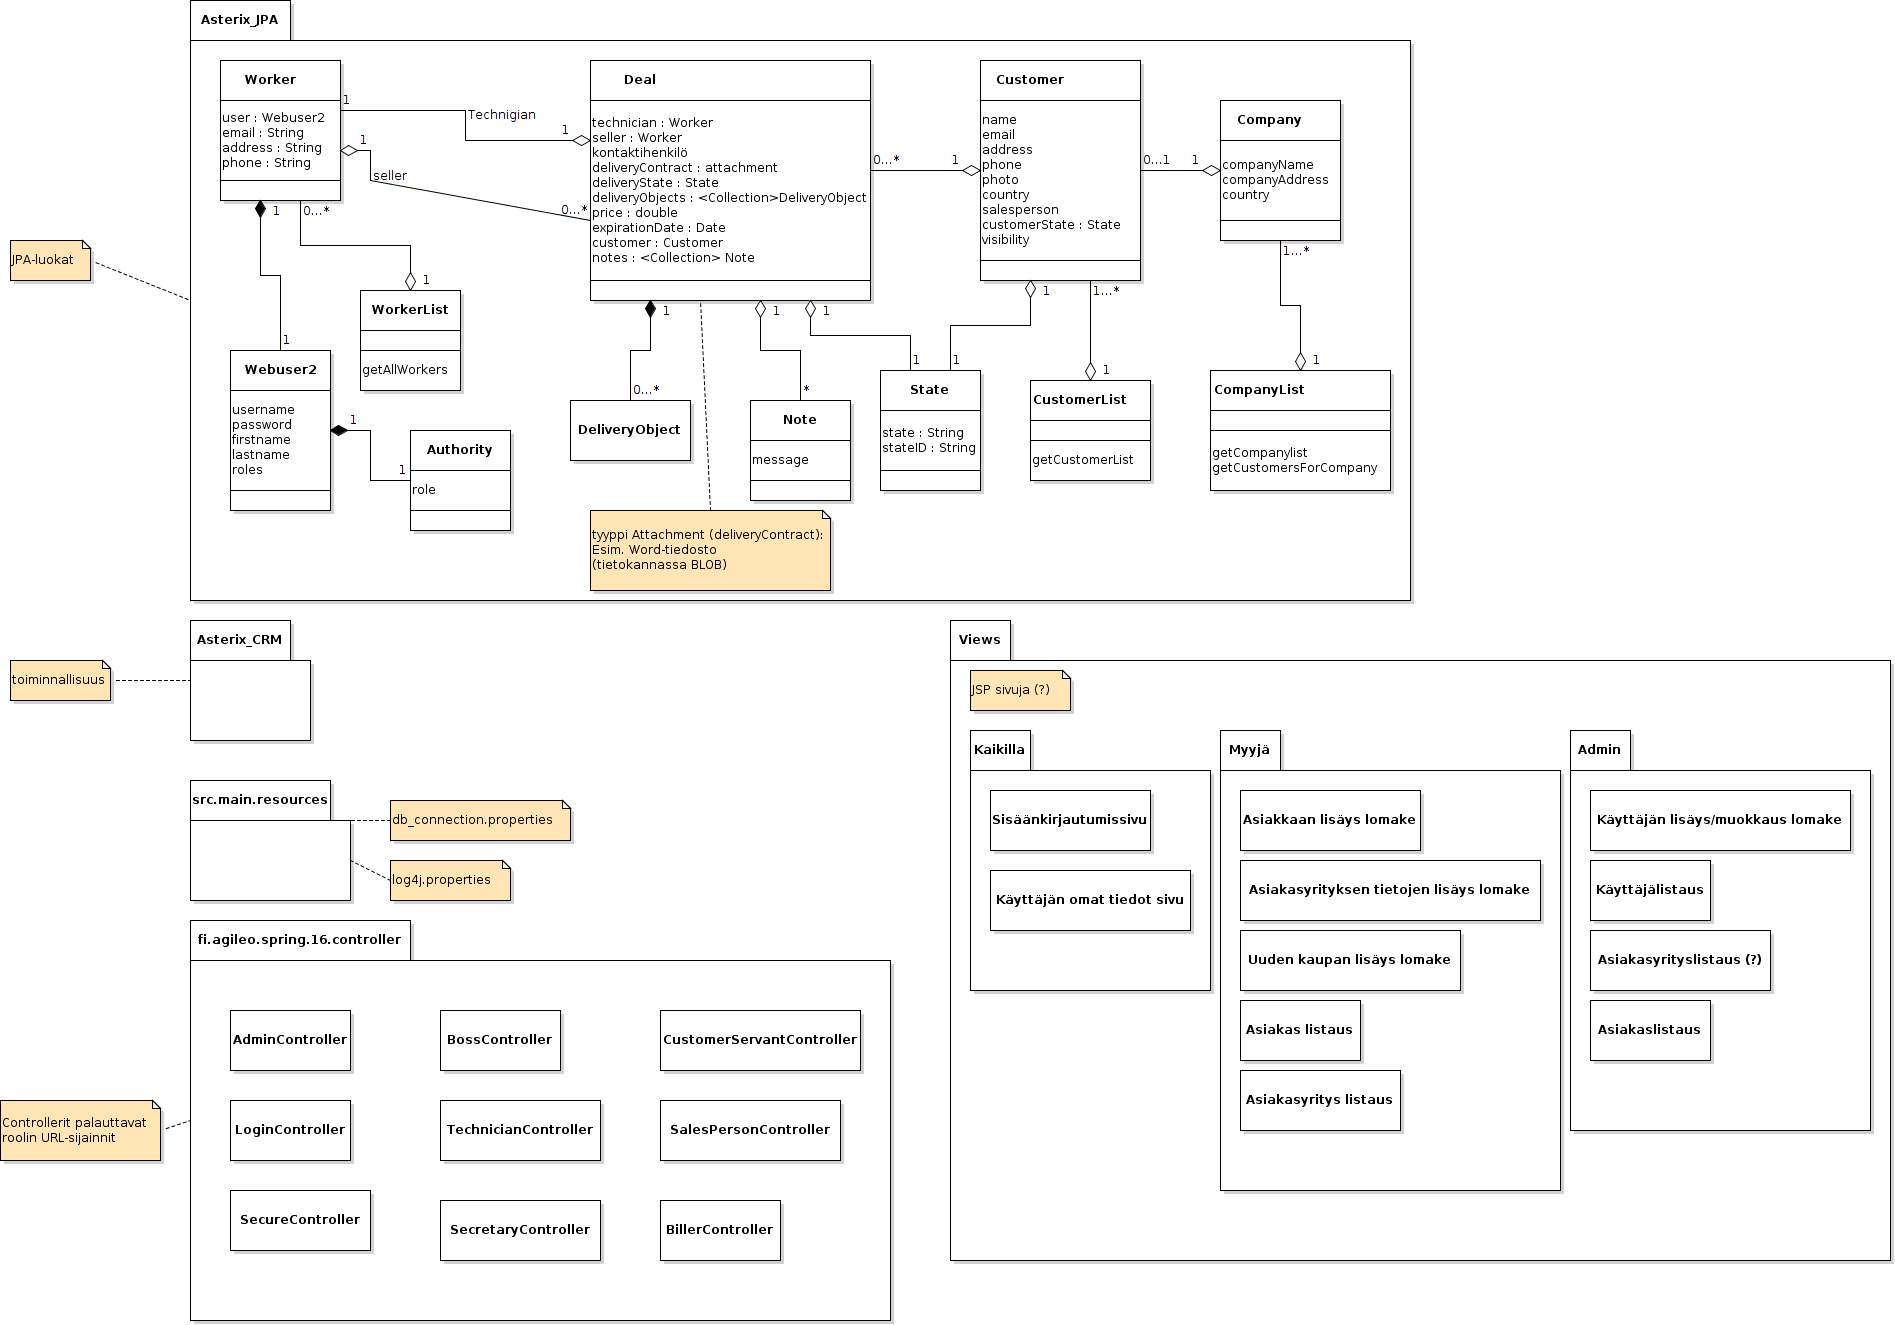 Asterix_JPA
Worker
user : Webuser2
email : String
address : String
phone : String
1
Technigian
1
1
seller
0...*
Deal
technician : Worker
seller : Worker
kontaktihenkilö
deliveryContract : attachment
deliveryState : State
deliveryObjects : <Collection>DeliveryObject
price : double
expirationDate : Date
customer : Customer
notes : <Collection> Note
0...*
1
Customer
name
email
address
phone
photo
country
salesperson
customerState : State
visibility
0...1
1
Company
companyName
companyAddress
country
JPA-luokat
1
0...*
1
1
WorkerList
getAllWorkers
Webuser2
username
password
firstname
lastname
roles
1
1
Authority
role
1
0...*
DeliveryObject
1
*
Note
message
1
1
1
1
State
state : String
stateID : String
1...*
1
CustomerList
getCustomerList
1...*
1
CompanyList
getCompanylist
getCustomersForCompany
tyyppi Attachment (deliveryContract):
Esim. Word-tiedosto
(tietokannassa BLOB)
Asterix_CRM
toiminnallisuus
src.main.resources
db_connection.properties
log4j.properties
fi.agileo.spring.16.controller
AdminController
BossController
CustomerServantController
LoginController
TechnicianController
SalesPersonController
SecureController
SecretaryController
BillerController
Controllerit palauttavat
roolin URL-sijainnit
Views
JSP sivuja (?)
Kaikilla
Sisäänkirjautumissivu
Käyttäjän omat tiedot sivu
Myyjä
Asiakkaan lisäys lomake
Asiakasyrityksen tietojen lisäys lomake
Uuden kaupan lisäys lomake
Asiakas listaus
Asiakasyritys listaus
Admin
Käyttäjän lisäys/muokkaus lomake
Käyttäjälistaus
Asiakasyrityslistaus (?)
Asiakaslistaus